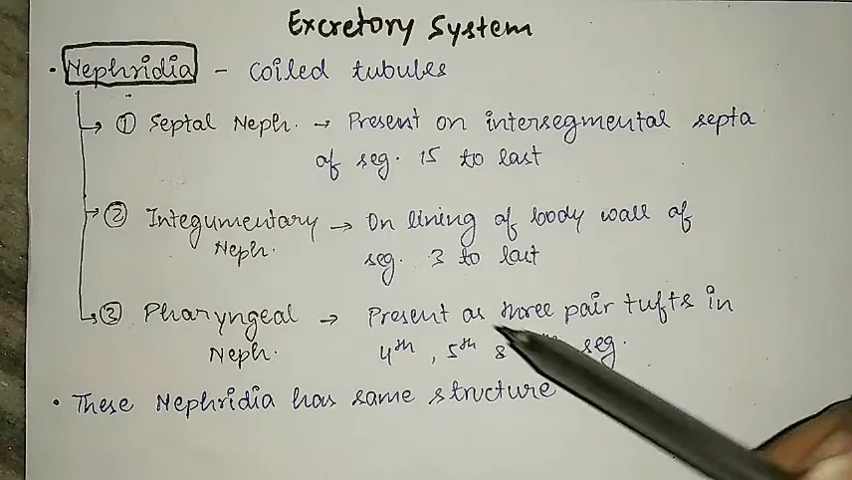 Excretory System
• Nephridia - Coiled tubules
→ ① Septal Neph. → Present on intersegmental septa
of seg. 15 to last
→ ② Integumentary → On lining of body wall of
Neph. seg. 3 to last
→ ③ Pharyngeal → Present as three pair tufts in
Neph. 4th, 5th & seg.
• These Nephridia has same structure